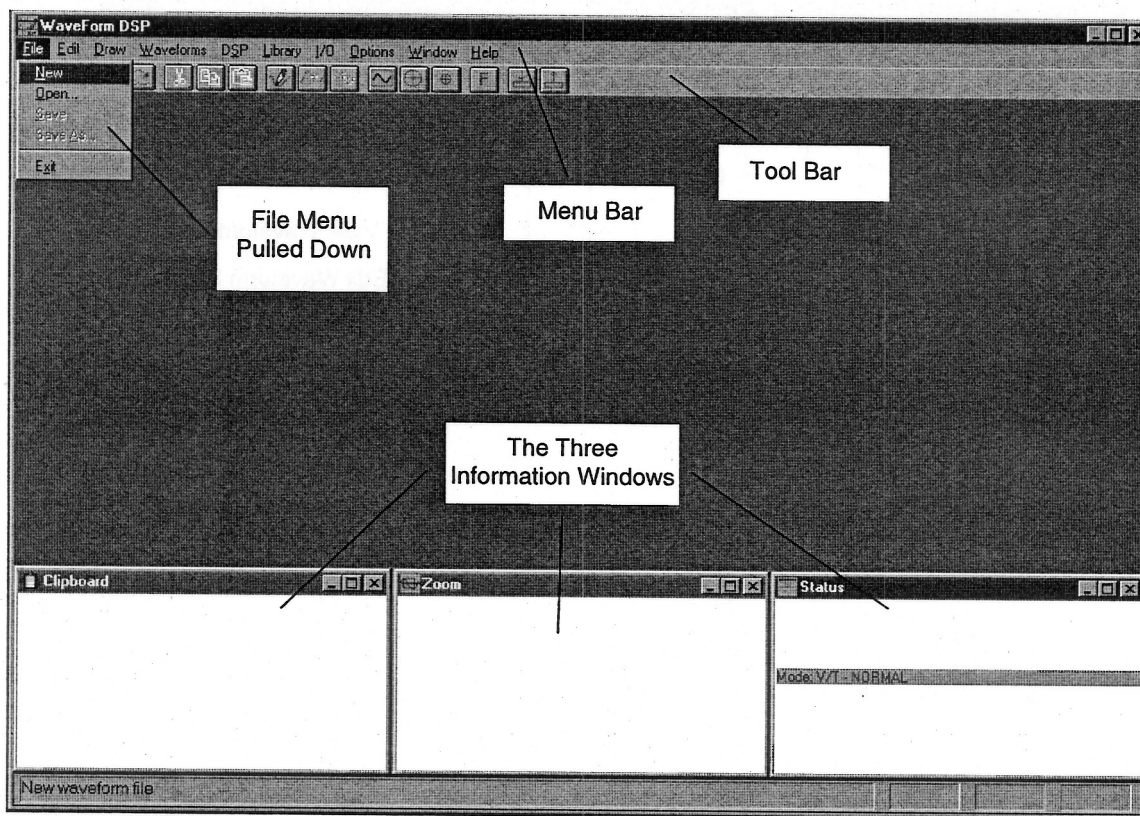 WaveForm DSP
File Edit Draw Waveforms DSP Library I/O Options Window Help
New
Open...
Save
Save As...
Exit
F
Tool Bar
Menu Bar
File Menu
Pulled Down
The Three
Information Windows
Clipboard
Zoom
Status
Mode: V/T - NORMAL
New waveform file